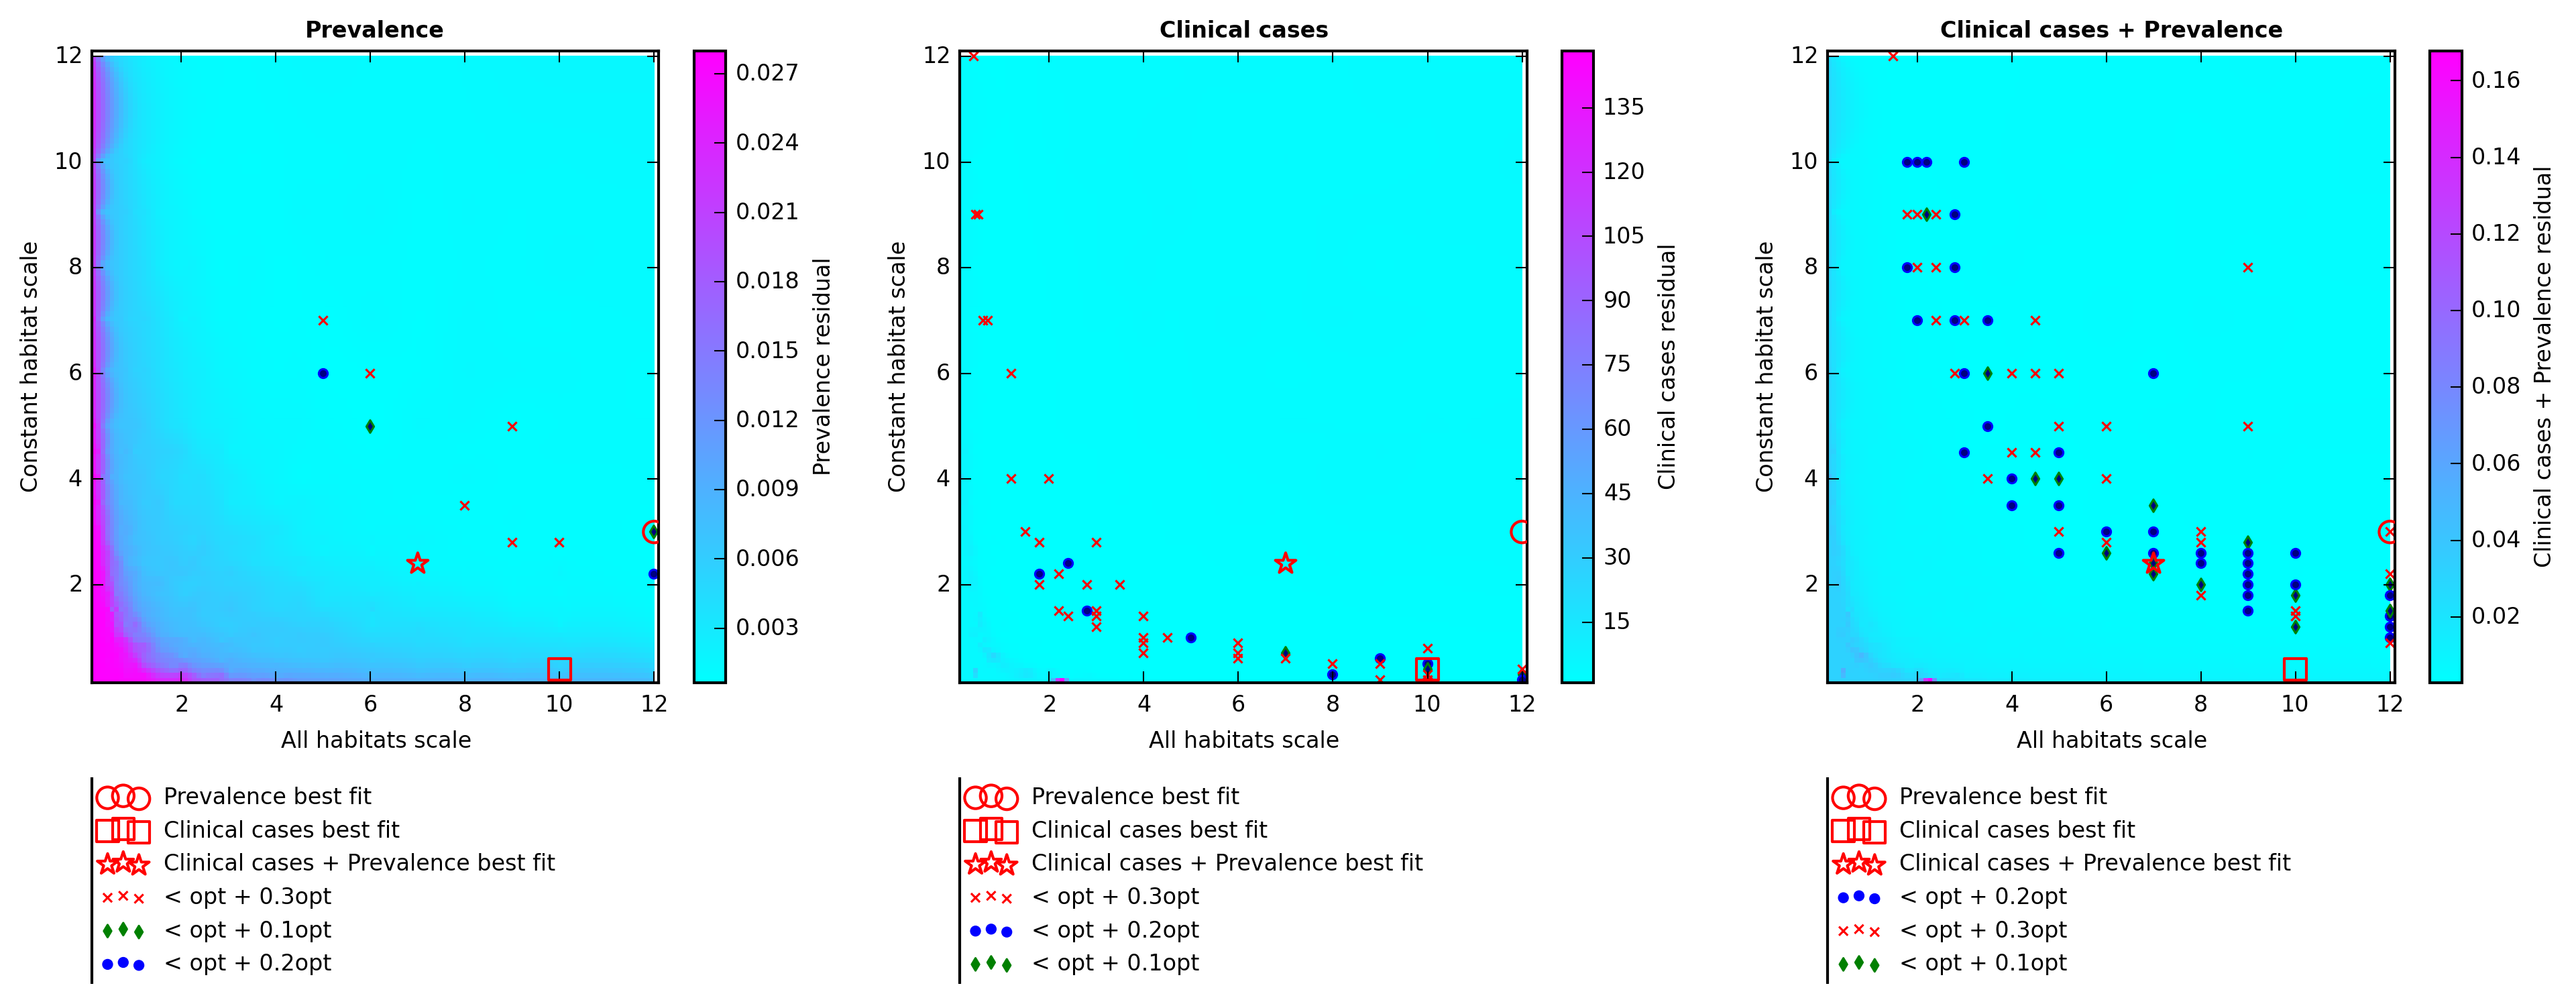 Prevalence
12
10
8
6
4
2
Constant habitat scale
2 4 6 8 10 12
All habitats scale
0.027
0.024
0.021
0.018
0.015
0.012
0.009
0.006
0.003
Prevalence residual
Prevalence best fit
Clinical cases best fit
Clinical cases + Prevalence best fit
< opt + 0.3opt
< opt + 0.1opt
< opt + 0.2opt
Clinical cases
12
10
8
6
4
2
Constant habitat scale
2 4 6 8 10 12
All habitats scale
135
120
105
90
75
60
45
30
15
Clinical cases residual
Prevalence best fit
Clinical cases best fit
Clinical cases + Prevalence best fit
< opt + 0.3opt
< opt + 0.2opt
< opt + 0.1opt
Clinical cases + Prevalence
12
10
8
6
4
2
Constant habitat scale
2 4 6 8 10 12
All habitats scale
0.16
0.14
0.12
0.10
0.08
0.06
0.04
0.02
Clinical cases + Prevalence residual
Prevalence best fit
Clinical cases best fit
Clinical cases + Prevalence best fit
< opt + 0.2opt
< opt + 0.3opt
< opt + 0.1opt